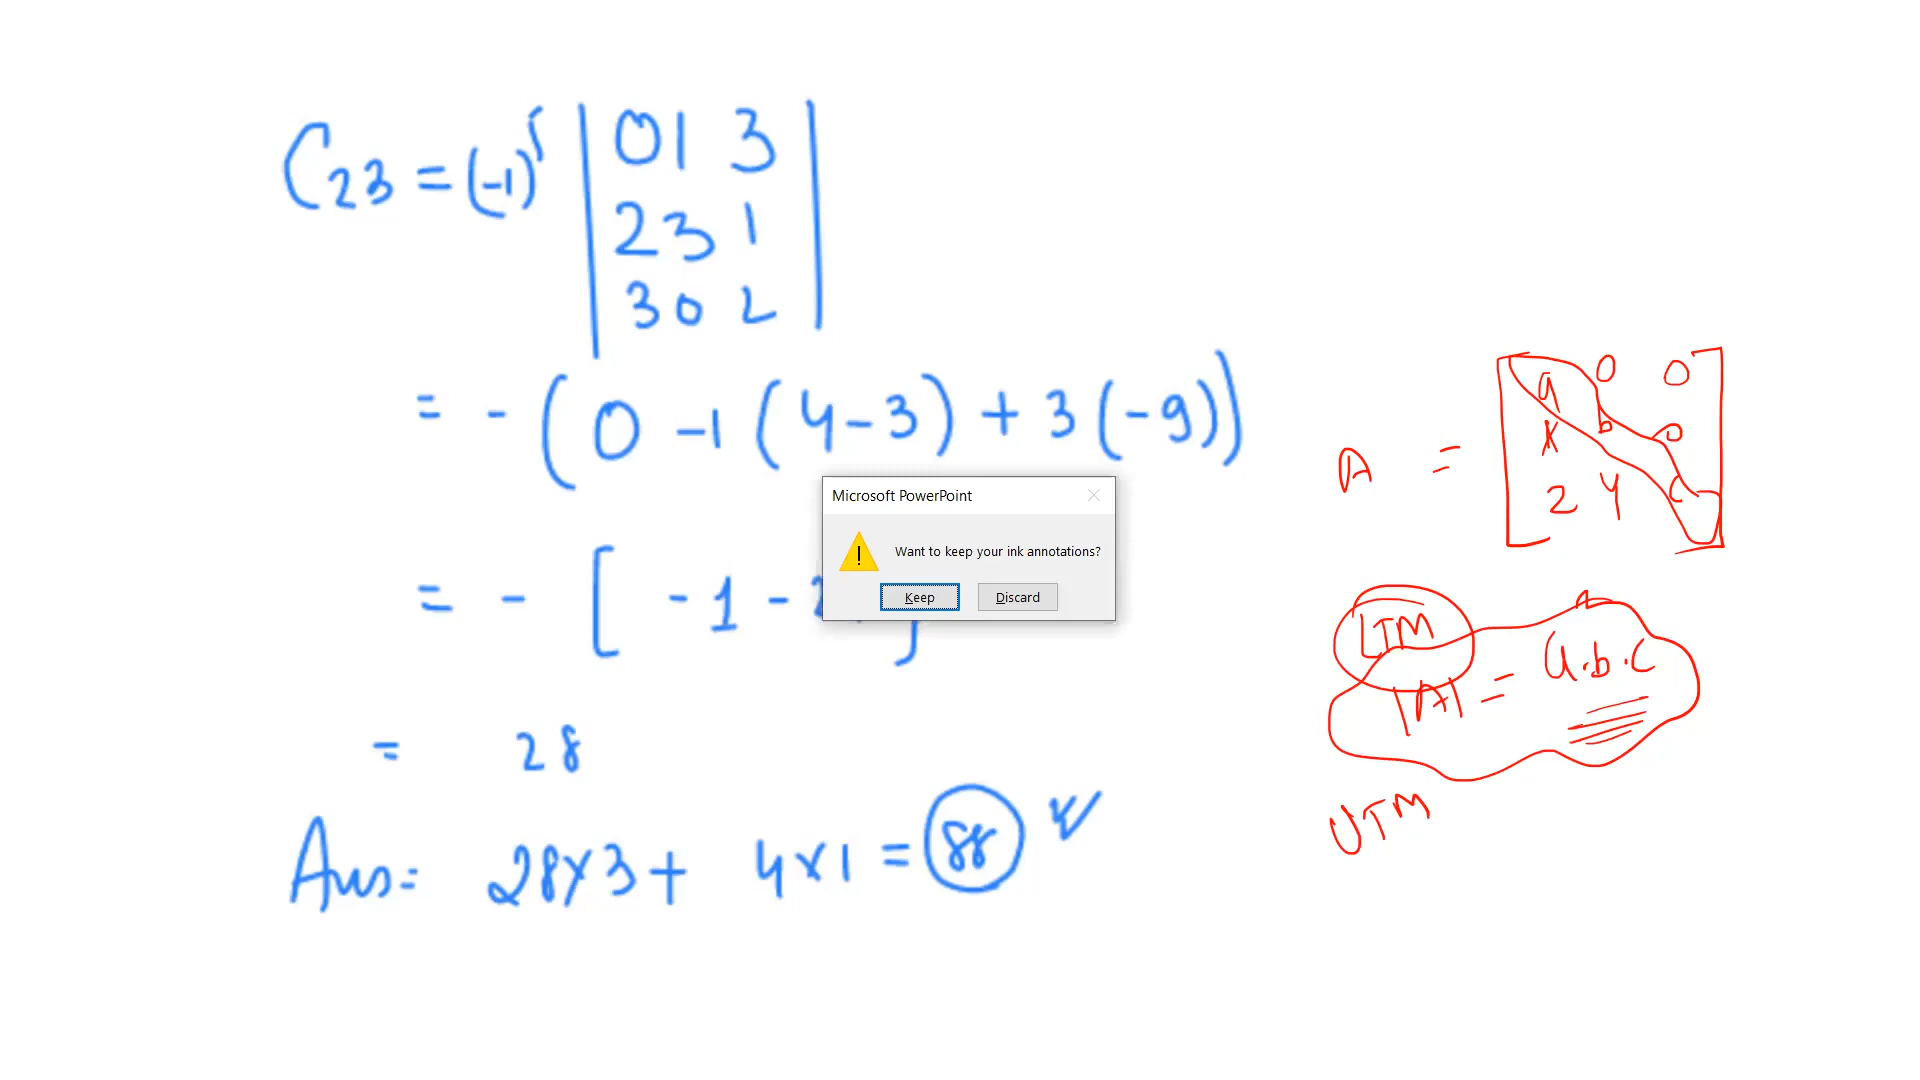 C23 = (-1)^5 | 0 1 3
2 3 1
3 0 2 |
= - ( 0 -1 ( 4 - 3 ) + 3 ( - 9 ) )
= - [ - 1 - 2 ]
= 28
Ans = 28 x 3 + 4 x 1 = 88
Microsoft PowerPoint
Want to keep your ink annotations?
Keep
Discard
A = [ a 0 0
x b 0
2 4 c ]
LTM
|A| = a.b.c
UTM